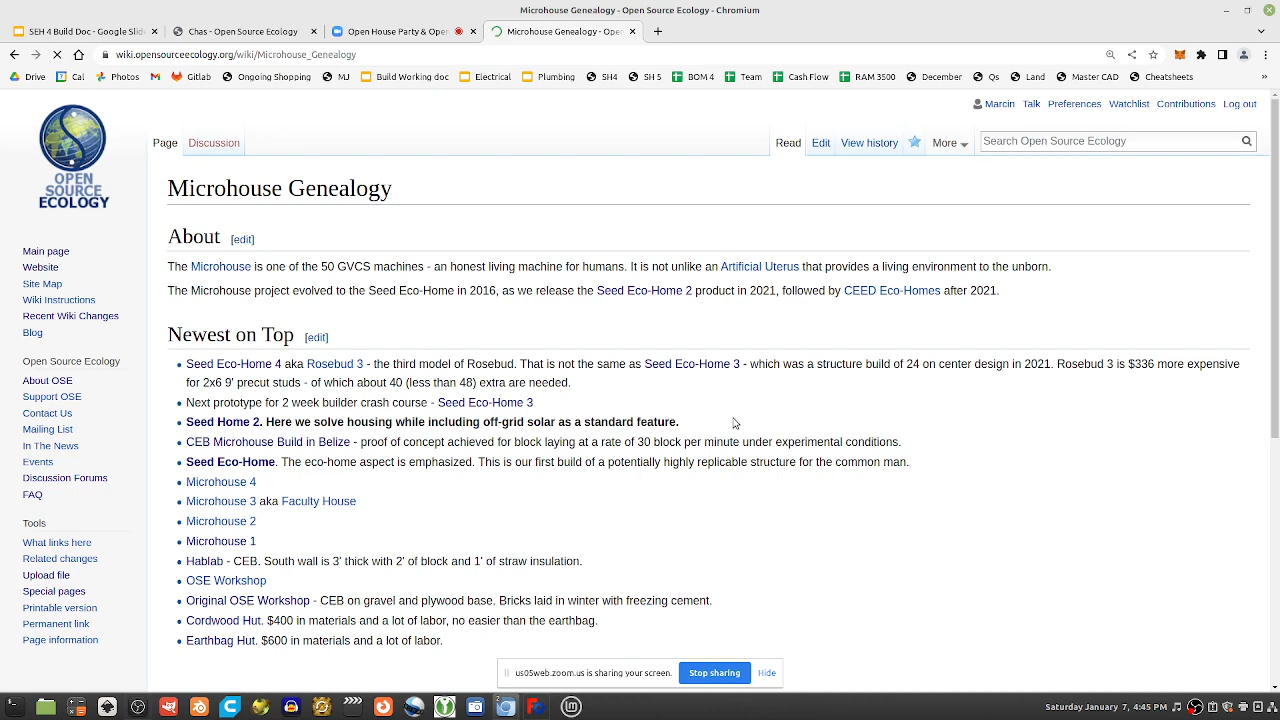 Microhouse Genealogy - Open Source Ecology - Chromium
SEH 4 Build Doc - Google Slid
Chas - Open Source Ecology
Open House Party & Open
Microhouse Genealogy - Open
wiki.opensourceecology.org/wiki/Microhouse_Genealogy
Drive
Cal
Photos
Gitlab
Ongoing Shopping
MJ
Build Working doc
Electrical
Plumbing
SH4
SH 5
BOM 4
Team
Cash Flow
RAM 3500
December
Qs
Land
Master CAD
Cheatsheets
»
Marcin Talk Preferences Watchlist Contributions Log out
Page Discussion
Read Edit View history More
Search Open Source Ecology
OPEN
SOURCE
ECOLOGY
Main page
Website
Site Map
Wiki Instructions
Recent Wiki Changes
Blog
Open Source Ecology
About OSE
Support OSE
Contact Us
Mailing List
In The News
Events
Discussion Forums
FAQ
Tools
What links here
Related changes
Upload file
Special pages
Printable version
Permanent link
Page information
Microhouse Genealogy
About [edit]
The Microhouse is one of the 50 GVCS machines - an honest living machine for humans. It is not unlike an Artificial Uterus that provides a living environment to the unborn.
The Microhouse project evolved to the Seed Eco-Home in 2016, as we release the Seed Eco-Home 2 product in 2021, followed by CEED Eco-Homes after 2021.
Newest on Top [edit]
Seed Eco-Home 4 aka Rosebud 3 - the third model of Rosebud. That is not the same as Seed Eco-Home 3 - which was a structure build of 24 on center design in 2021. Rosebud 3 is $336 more expensive
for 2x6 9' precut studs - of which about 40 (less than 48) extra are needed.
Next prototype for 2 week builder crash course - Seed Eco-Home 3
Seed Home 2. Here we solve housing while including off-grid solar as a standard feature.
CEB Microhouse Build in Belize - proof of concept achieved for block laying at a rate of 30 block per minute under experimental conditions.
Seed Eco-Home. The eco-home aspect is emphasized. This is our first build of a potentially highly replicable structure for the common man.
Microhouse 4
Microhouse 3 aka Faculty House
Microhouse 2
Microhouse 1
Hablab - CEB. South wall is 3' thick with 2' of block and 1' of straw insulation.
OSE Workshop
Original OSE Workshop - CEB on gravel and plywood base. Bricks laid in winter with freezing cement.
Cordwood Hut. $400 in materials and a lot of labor, no easier than the earthbag.
Earthbag Hut. $600 in materials and a lot of labor.
us05web.zoom.us is sharing your screen. Stop sharing Hide
Saturday January 7, 4:45 PM